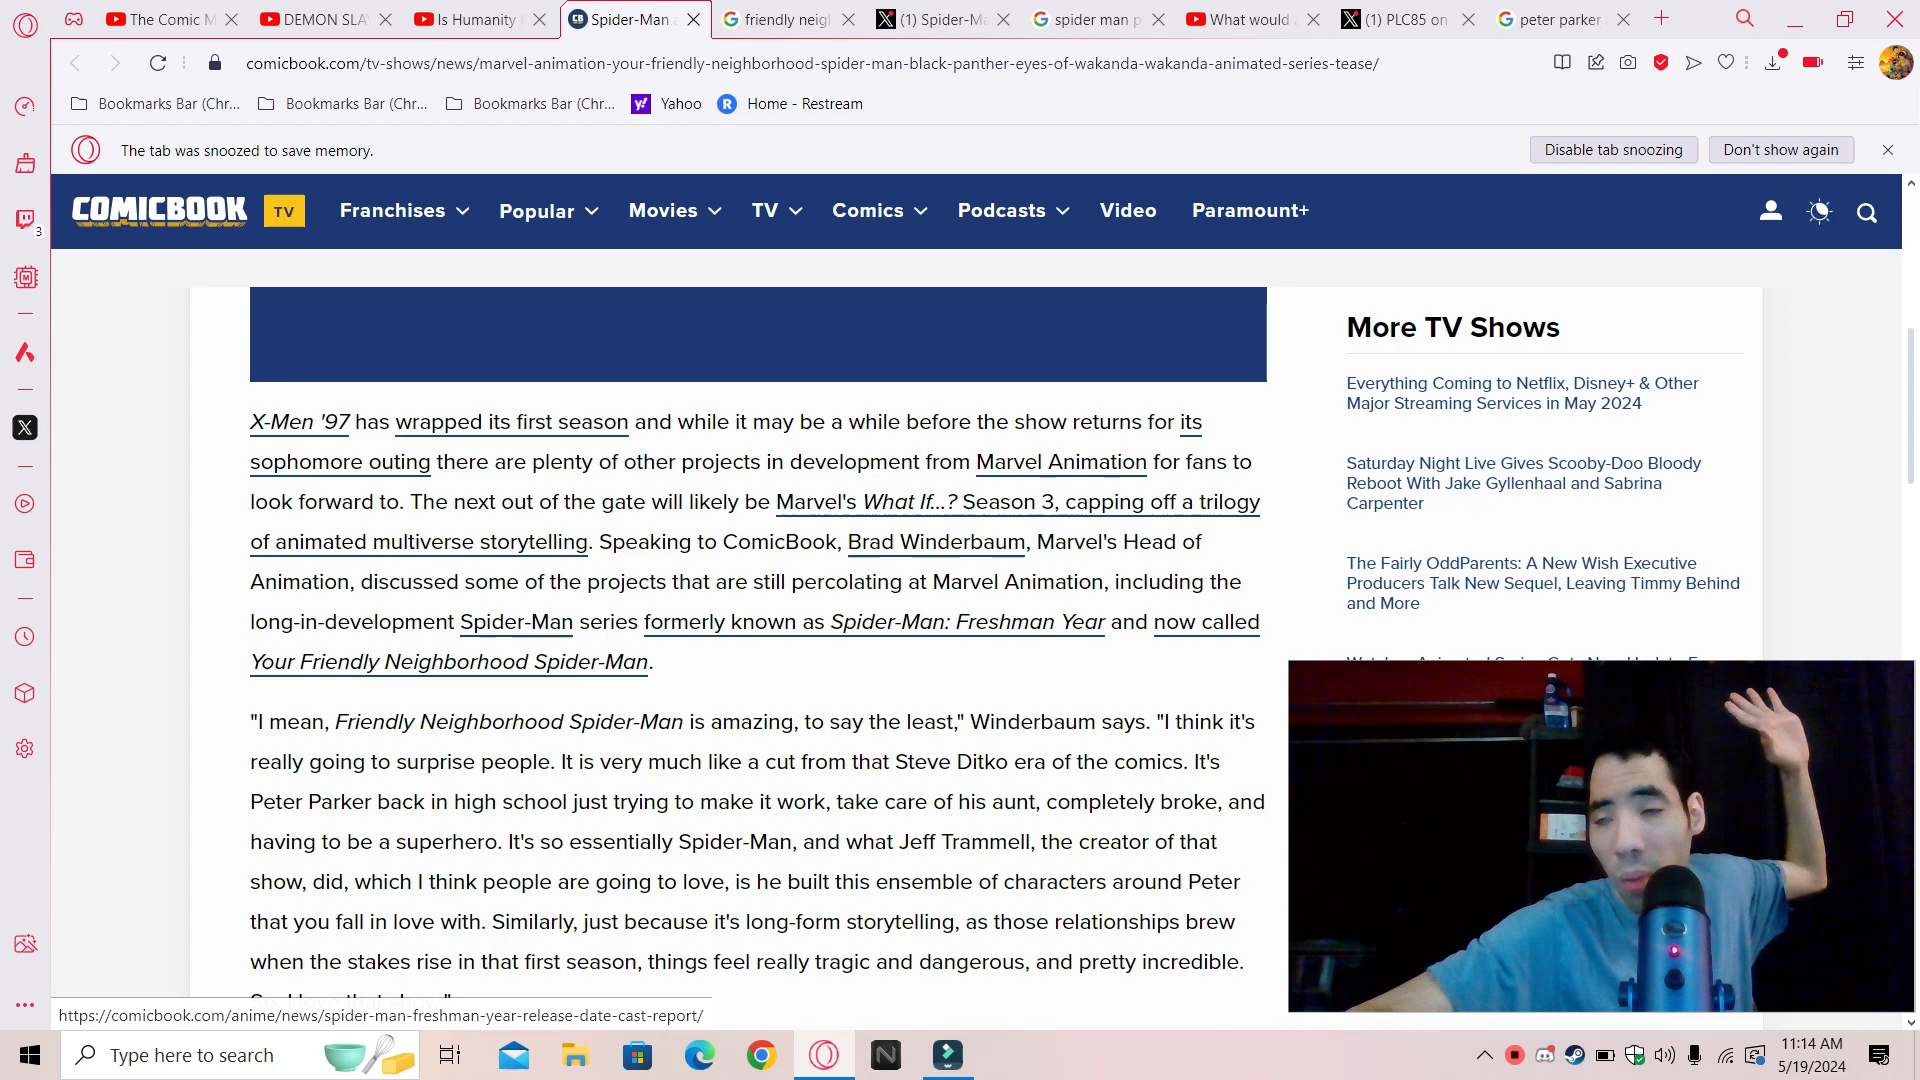 The Comic M
DEMON SLA
Is Humanity
Spider-Man a
friendly neig
(1) Spider-Ma
spider man p
What would
(1) PLC85 on
peter parker
comicbook.com/tv-shows/news/marvel-animation-your-friendly-neighborhood-spider-man-black-panther-eyes-of-wakanda-wakanda-animated-series-tease/
Bookmarks Bar (Chr...
Bookmarks Bar (Chr...
Bookmarks Bar (Chr...
Yahoo
Home - Restream
The tab was snoozed to save memory.
Disable tab snoozing
Don't show again
COMICBOOK TV
Franchises
Popular
Movies
TV
Comics
Podcasts
Video
Paramount+
3
X-Men '97 has wrapped its first season and while it may be a while before the show returns for its
sophomore outing there are plenty of other projects in development from Marvel Animation for fans to
look forward to. The next out of the gate will likely be Marvel's What If...? Season 3, capping off a trilogy
of animated multiverse storytelling. Speaking to ComicBook, Brad Winderbaum, Marvel's Head of
Animation, discussed some of the projects that are still percolating at Marvel Animation, including the
long-in-development Spider-Man series formerly known as Spider-Man: Freshman Year and now called
Your Friendly Neighborhood Spider-Man.
"I mean, Friendly Neighborhood Spider-Man is amazing, to say the least," Winderbaum says. "I think it's
really going to surprise people. It is very much like a cut from that Steve Ditko era of the comics. It's
Peter Parker back in high school just trying to make it work, take care of his aunt, completely broke, and
having to be a superhero. It's so essentially Spider-Man, and what Jeff Trammell, the creator of that
show, did, which I think people are going to love, is he built this ensemble of characters around Peter
that you fall in love with. Similarly, just because it's long-form storytelling, as those relationships brew
when the stakes rise in that first season, things feel really tragic and dangerous, and pretty incredible.
More TV Shows
Everything Coming to Netflix, Disney+ & Other
Major Streaming Services in May 2024
Saturday Night Live Gives Scooby-Doo Bloody
Reboot With Jake Gyllenhaal and Sabrina
Carpenter
The Fairly OddParents: A New Wish Executive
Producers Talk New Sequel, Leaving Timmy Behind
and More
https://comicbook.com/anime/news/spider-man-freshman-year-release-date-cast-report/
Type here to search
11:14 AM
5/19/2024